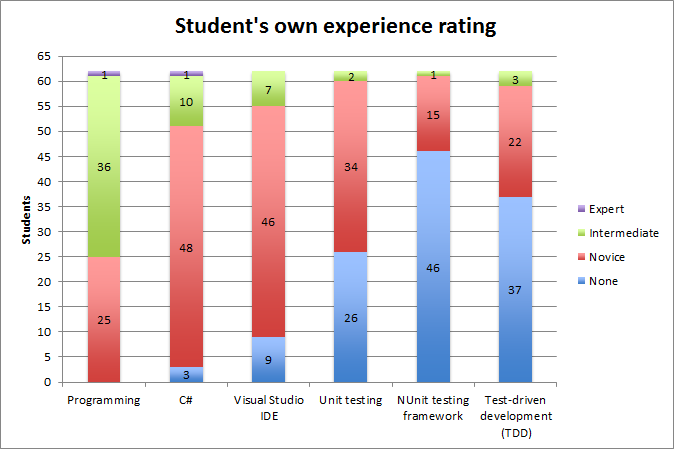 Student's own experience rating
65
60
55
50
45
40
35
30
25
20
15
10
5
0
Students
1
36
25
1
10
48
3
7
46
9
2
34
26
1
15
46
3
22
37
Programming
C#
Visual Studio
IDE
Unit testing
NUnit testing
framework
Test-driven
development
(TDD)
Expert
Intermediate
Novice
None